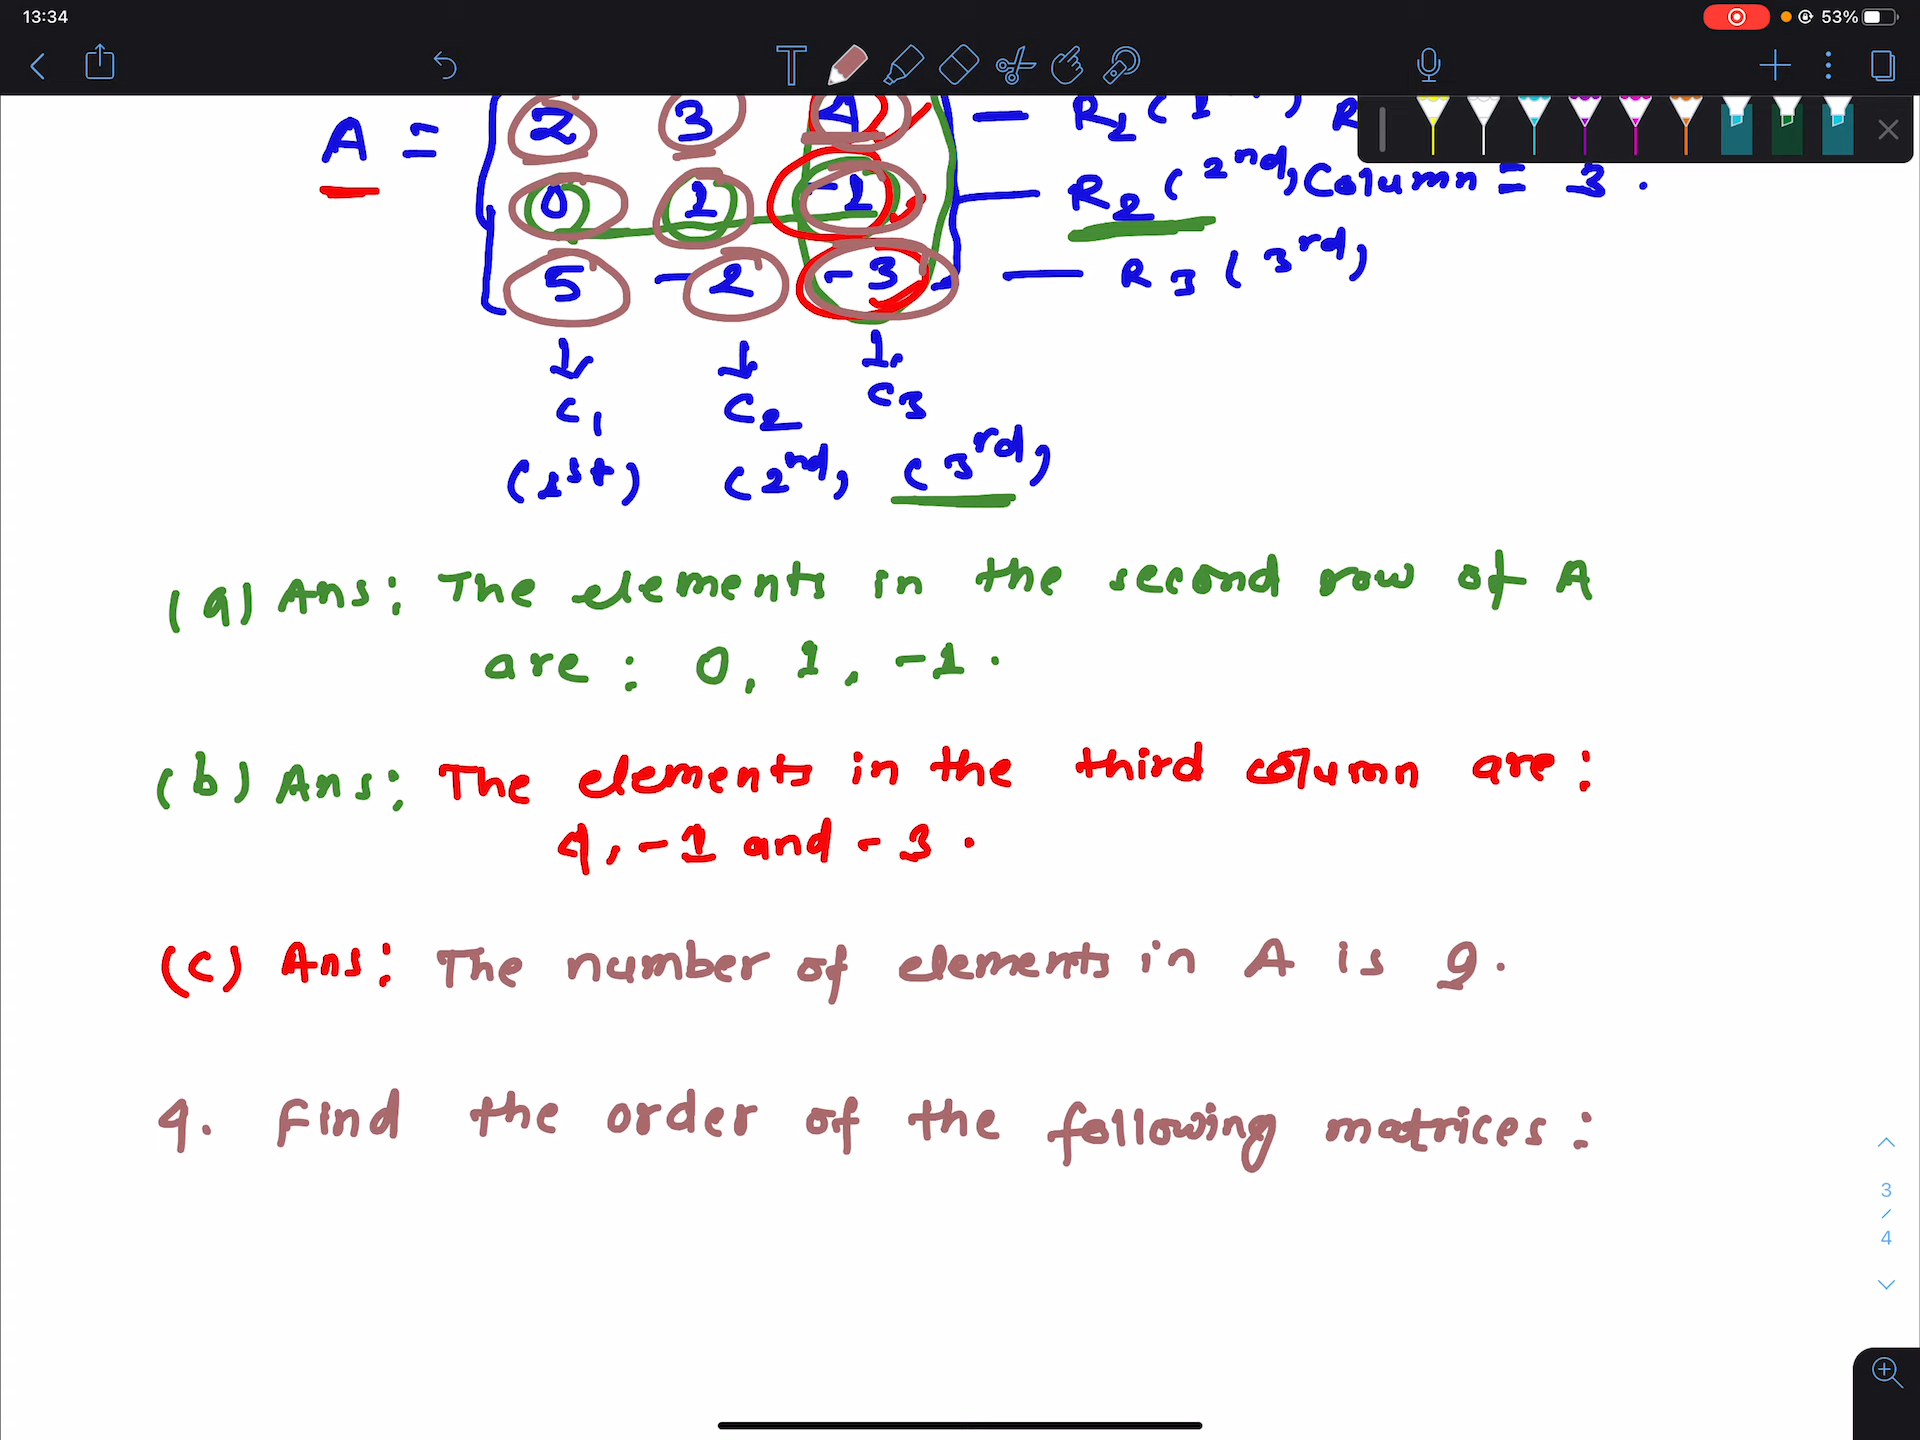 13:34
53%
A = 2 3 4 — R2 (1
0 1 -1 — R2 (2nd, Column = 3 .
5 -2 -3 — R3 (3rd,
C1 C2 C3
(1st) (2nd, (3rd,
(a) Ans: The elements in the second row of A
are : 0, 1, -1.
(b) Ans: The elements in the third column are:
4, -1 and -3.
(c) Ans: The number of elements in A is 9.
4. Find the order of the following matrices:
3
/
4